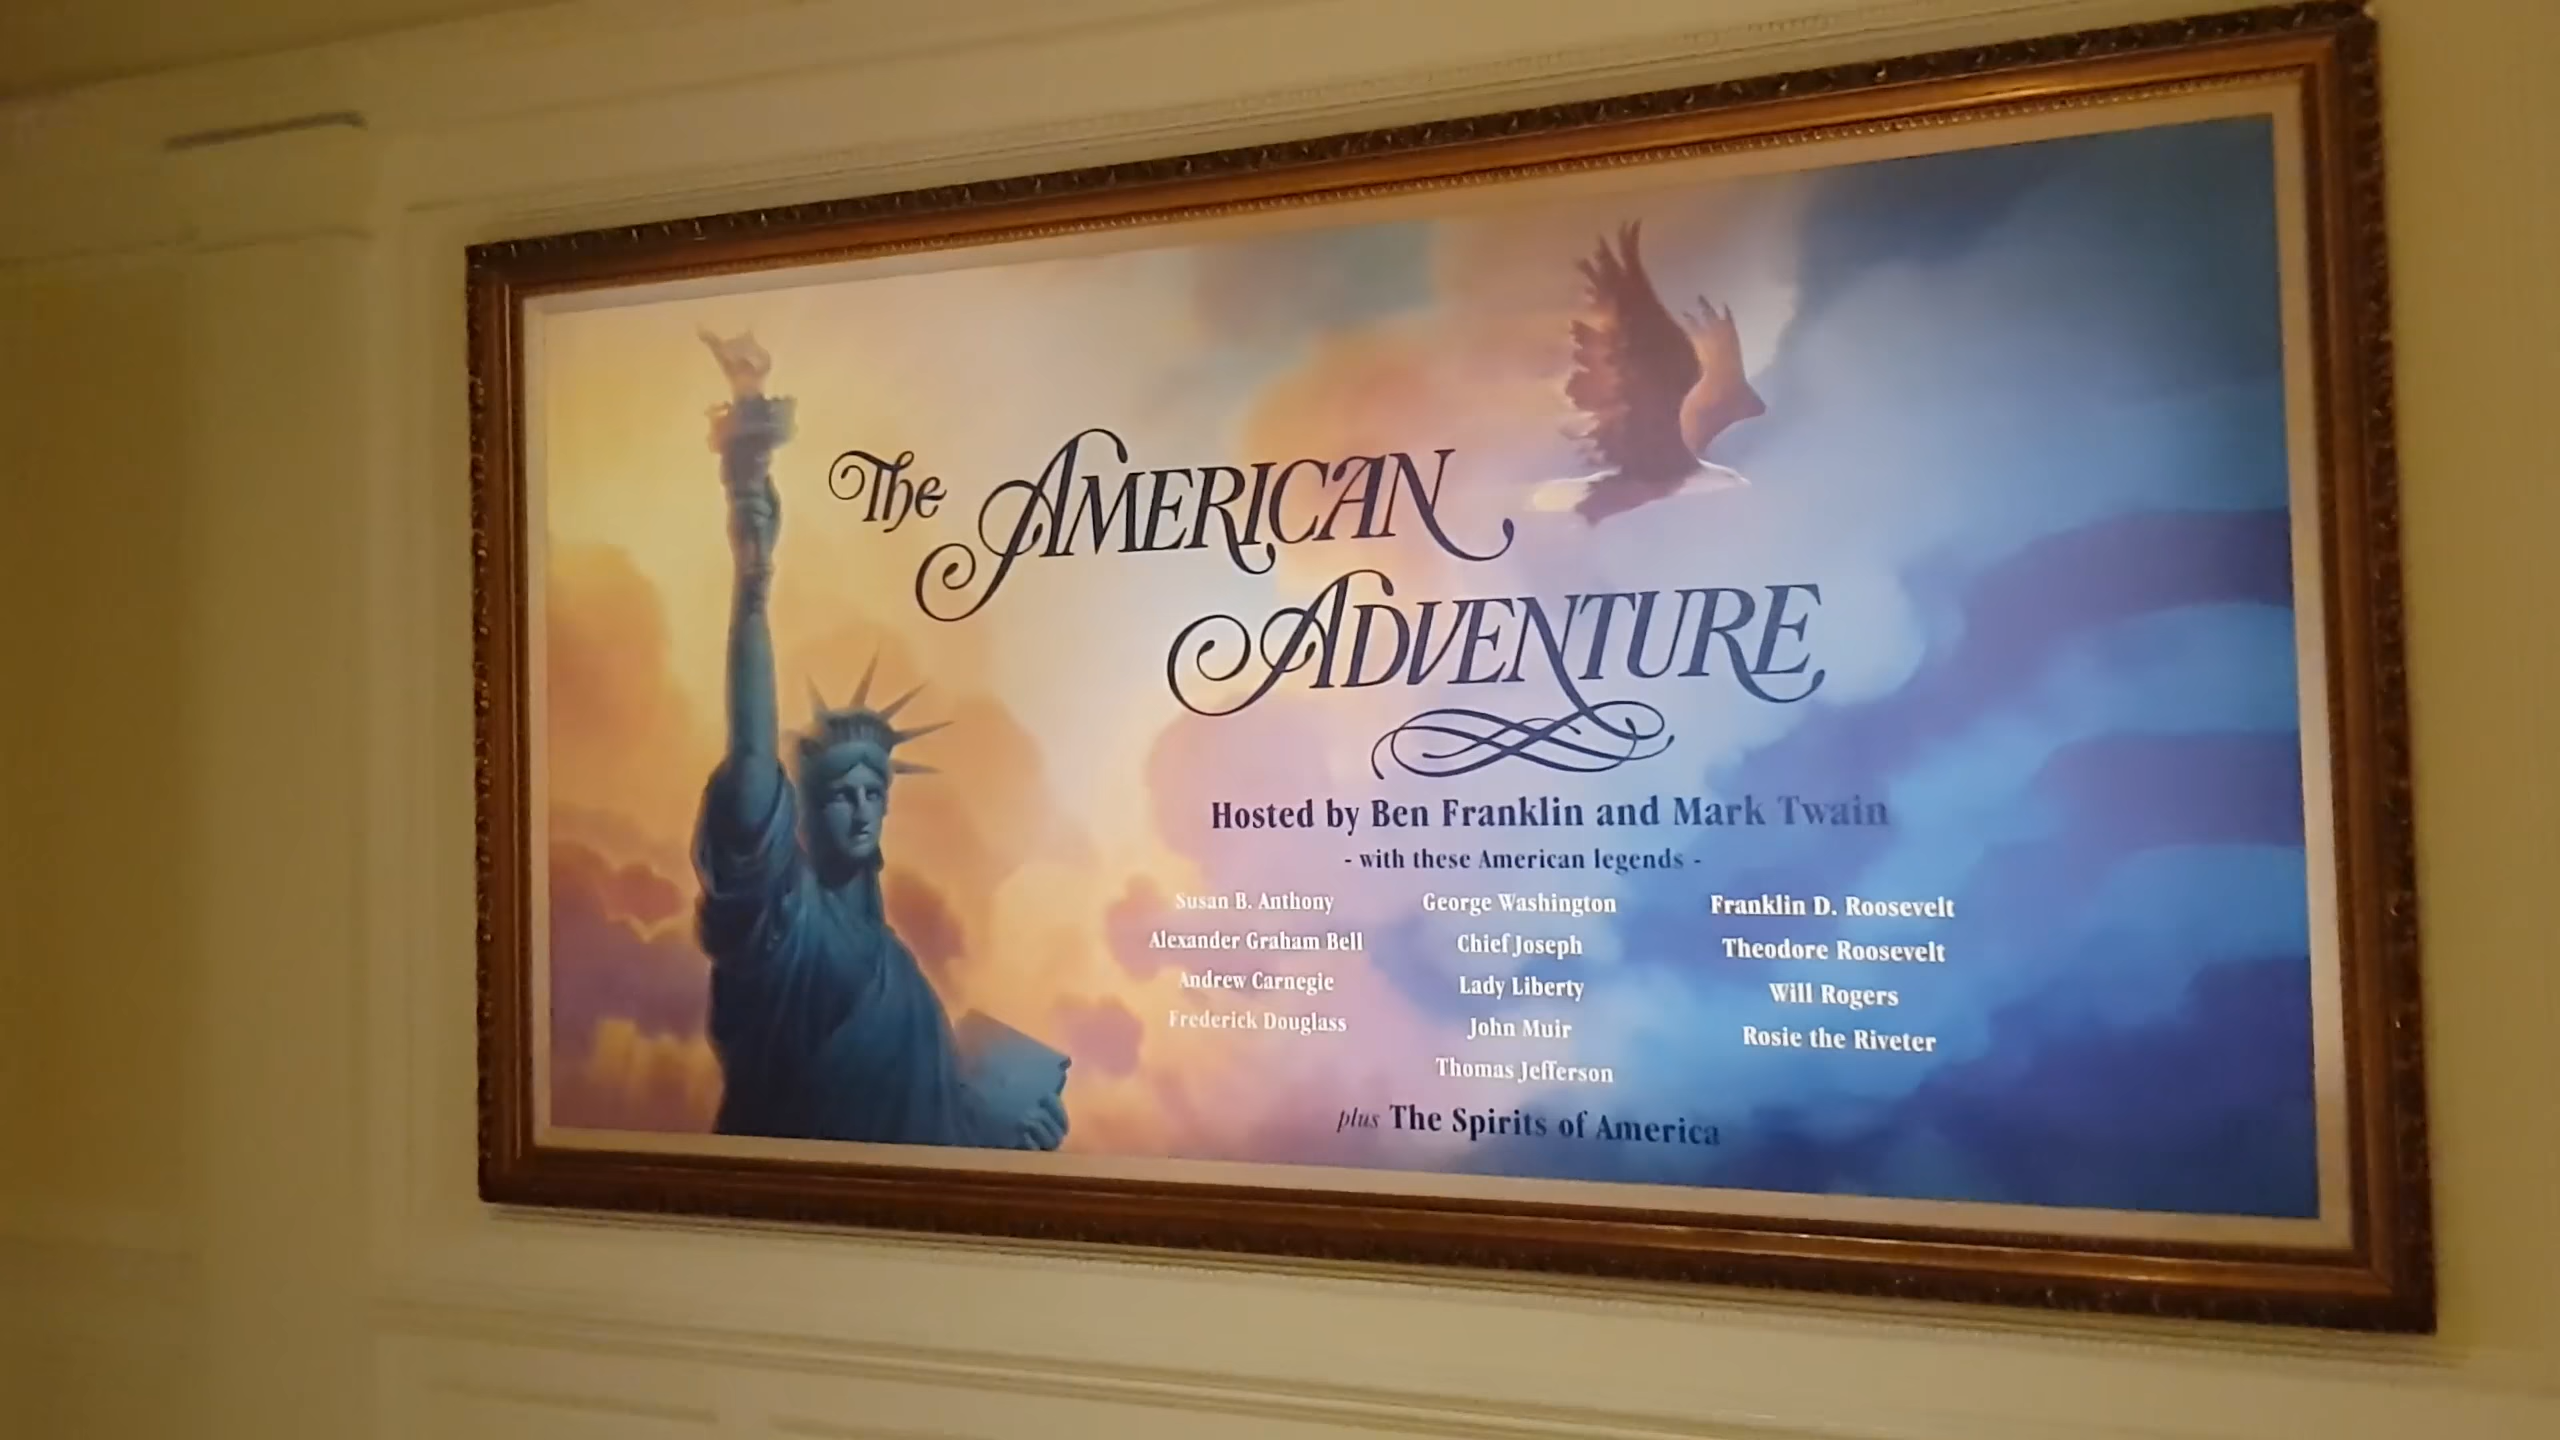 The American
Adventure
Hosted by Ben Franklin and Mark Twain
- with these American legends -
Susan B. Anthony
Alexander Graham Bell
Andrew Carnegie
Frederick Douglass
George Washington
Chief Joseph
Lady Liberty
John Muir
Thomas Jefferson
Franklin D. Roosevelt
Theodore Roosevelt
Will Rogers
Rosie the Riveter
plus The Spirits of America